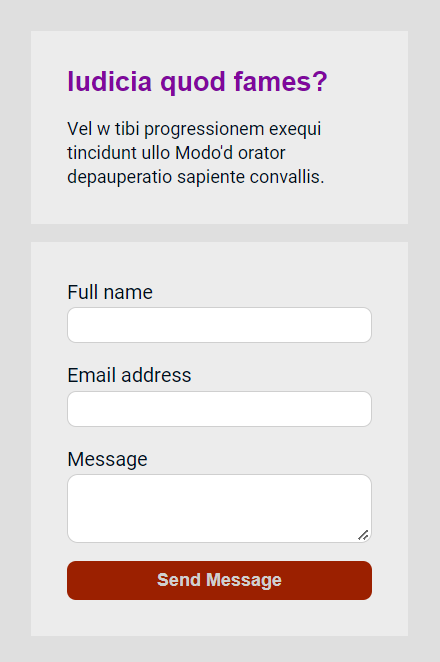 Iudicia quod fames?
Vel w tibi progressionem exequi
tincidunt ullo Modo'd orator
depauperatio sapiente convallis.
Full name
Email address
Message
Send Message